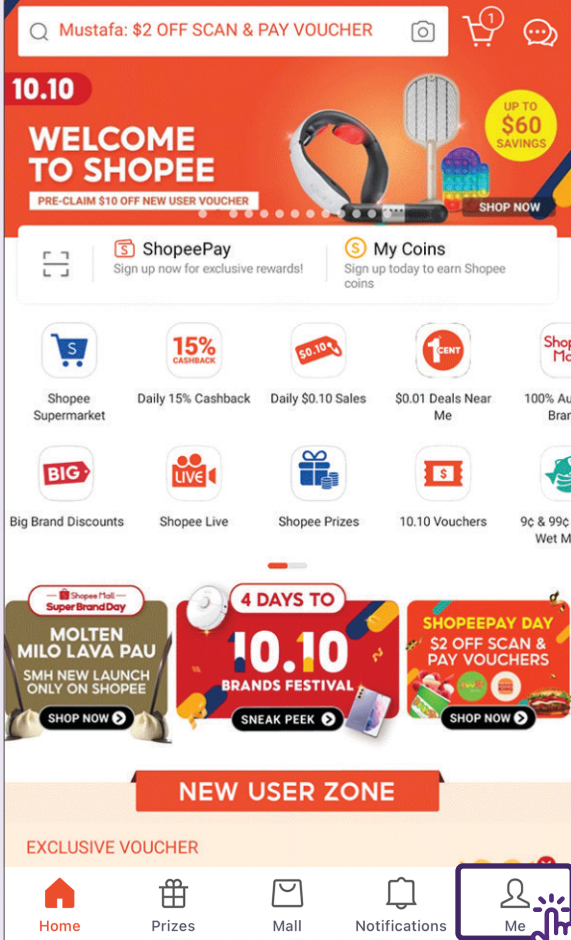 Mustafa: $2 OFF SCAN & PAY VOUCHER
1
10.10
WELCOME
TO SHOPEE
PRE-CLAIM $10 OFF NEW USER VOUCHER
UP TO
$60
SAVINGS
SHOP NOW
ShopeePay
Sign up now for exclusive rewards!
My Coins
Sign up today to earn Shopee
coins
15%
CASHBACK
$0.10
1 CENT
Shop
Ma
Shopee
Supermarket
Daily 15% Cashback
Daily $0.10 Sales
$0.01 Deals Near
Me
100% Au
Bran
BIG
LIVE
Big Brand Discounts
Shopee Live
Shopee Prizes
10.10 Vouchers
9¢ & 99¢
Wet M
Shopee Mall
Super Brand Day
MOLTEN
MILO LAVA PAU
SMH NEW LAUNCH
ONLY ON SHOPEE
SHOP NOW
4 DAYS TO
10.10
BRANDS FESTIVAL
SNEAK PEEK
SHOPEEPAY DAY
$2 OFF SCAN &
PAY VOUCHERS
SHOP NOW
NEW USER ZONE
EXCLUSIVE VOUCHER
Home
Prizes
Mall
Notifications
Me